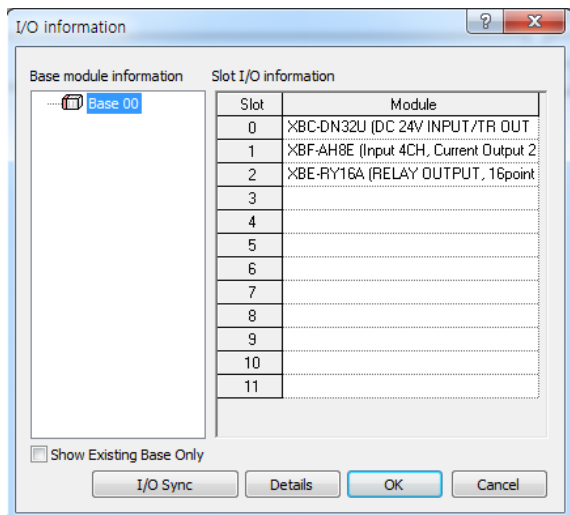 I/O information
Base module information
Slot I/O information
Base 00
Slot Module
0 XBC-DN32U (DC 24V INPUT/TR OUT
1 XBF-AH8E (Input 4CH, Current Output 2
2 XBE-RY16A (RELAY OUTPUT, 16point
3
4
5
6
7
8
9
10
11
Show Existing Base Only
I/O Sync Details OK Cancel